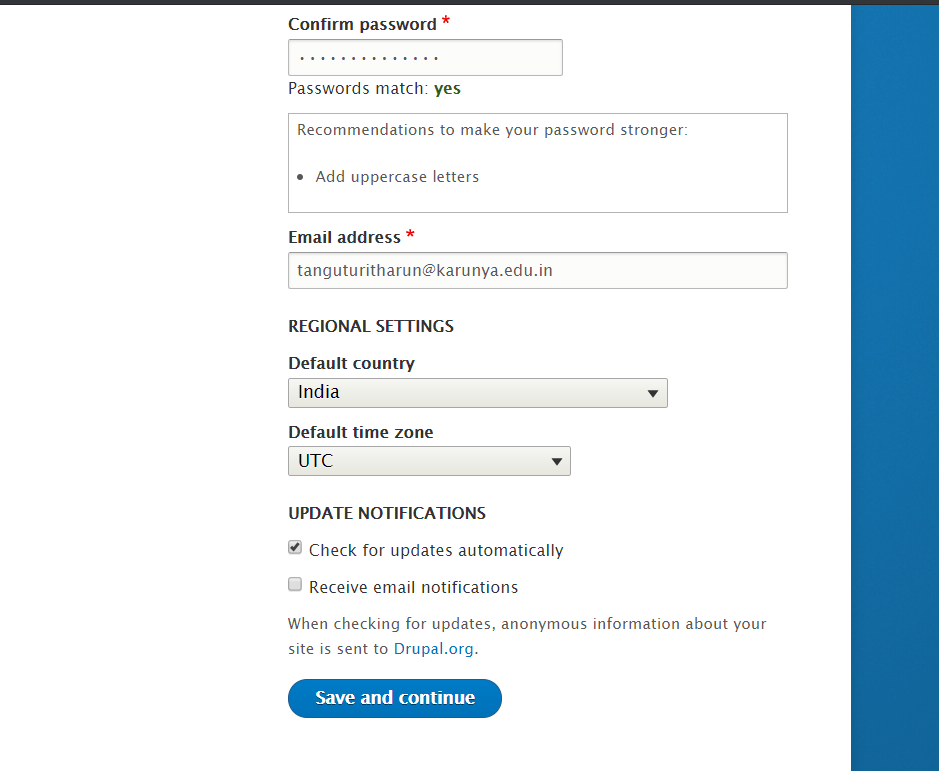 Confirm password *
..............
Passwords match: yes
Recommendations to make your password stronger:
• Add uppercase letters
Email address *
tanguturitharun@karunya.edu.in
REGIONAL SETTINGS
Default country
India
Default time zone
UTC
UPDATE NOTIFICATIONS
Check for updates automatically
Receive email notifications
When checking for updates, anonymous information about your
site is sent to Drupal.org.
Save and continue